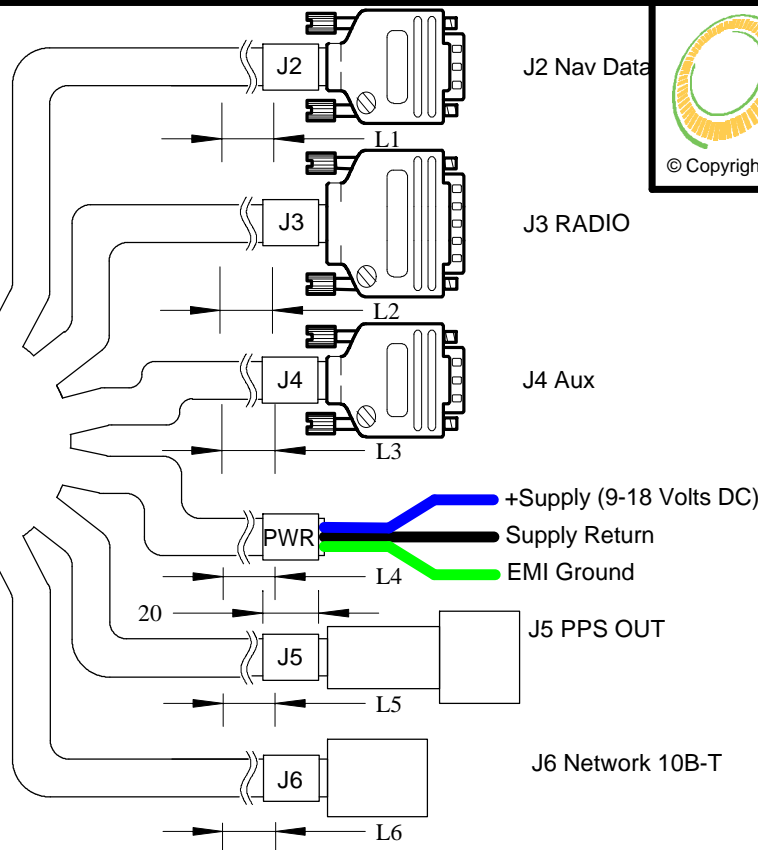 J2
J2 Nav Data
L1
© Copyrigh
J3
J3 RADIO
L2
J4
J4 Aux
L3
+Supply (9-18 Volts DC)
PWR
Supply Return
EMI Ground
L4
20
J5 PPS OUT
J5
L5
J6 Network 10B-T
J6
L6